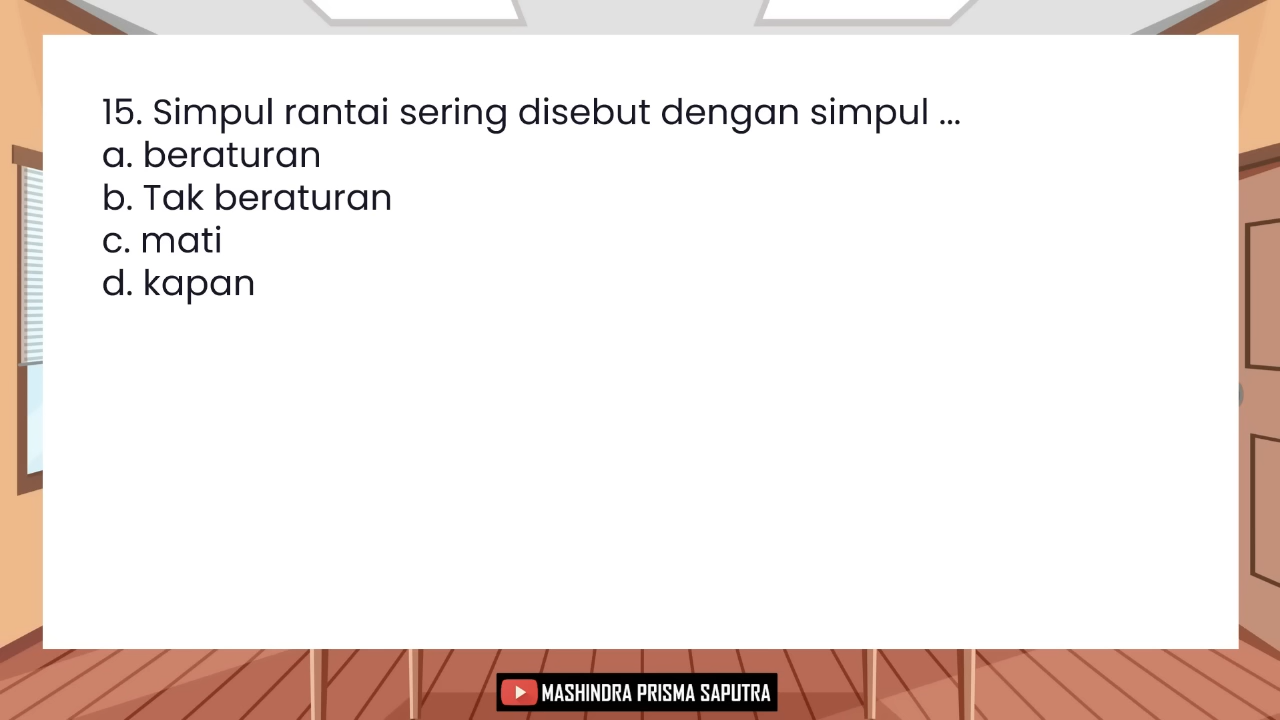 15. Simpul rantai sering disebut dengan simpul ...
a. beraturan
b. Tak beraturan
c. mati
d. kapan
MASHINDRA PRISMA SAPUTRA